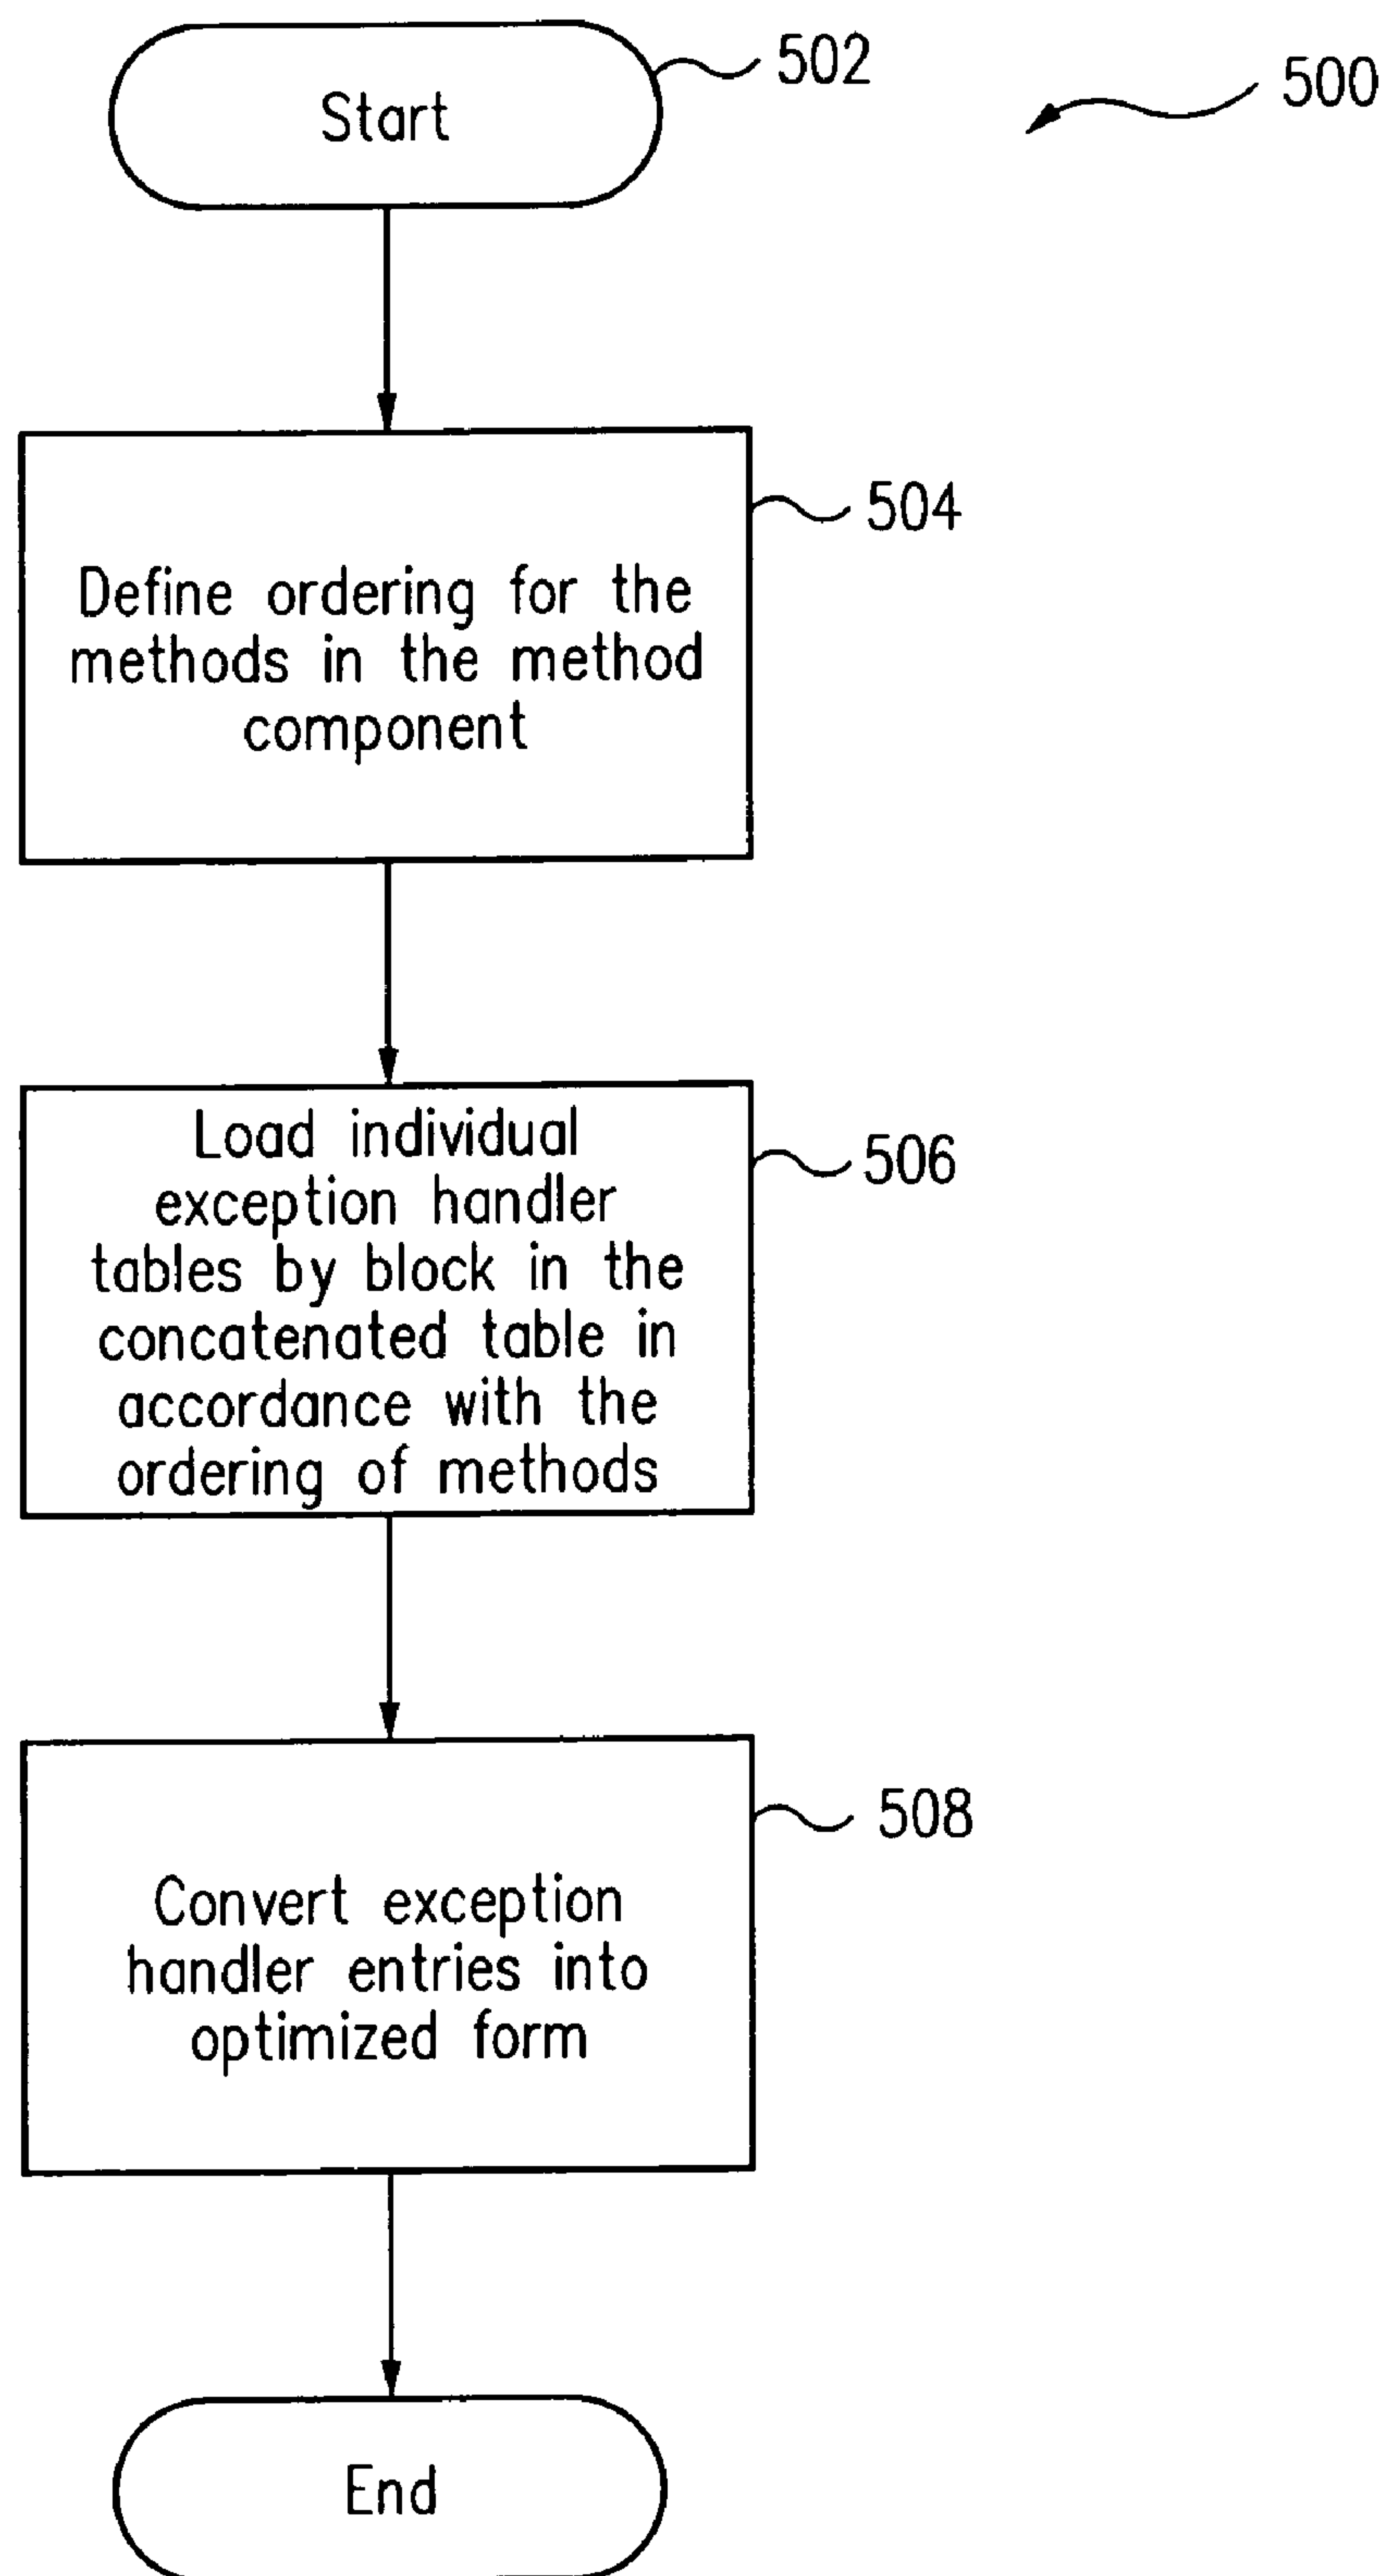 Start
502
500
Define ordering for the
methods in the method
component
504
Load individual
exception handler
tables by block in the
concatenated table in
accordance with the
ordering of methods
506
Convert exception
handler entries into
optimized form
508
End